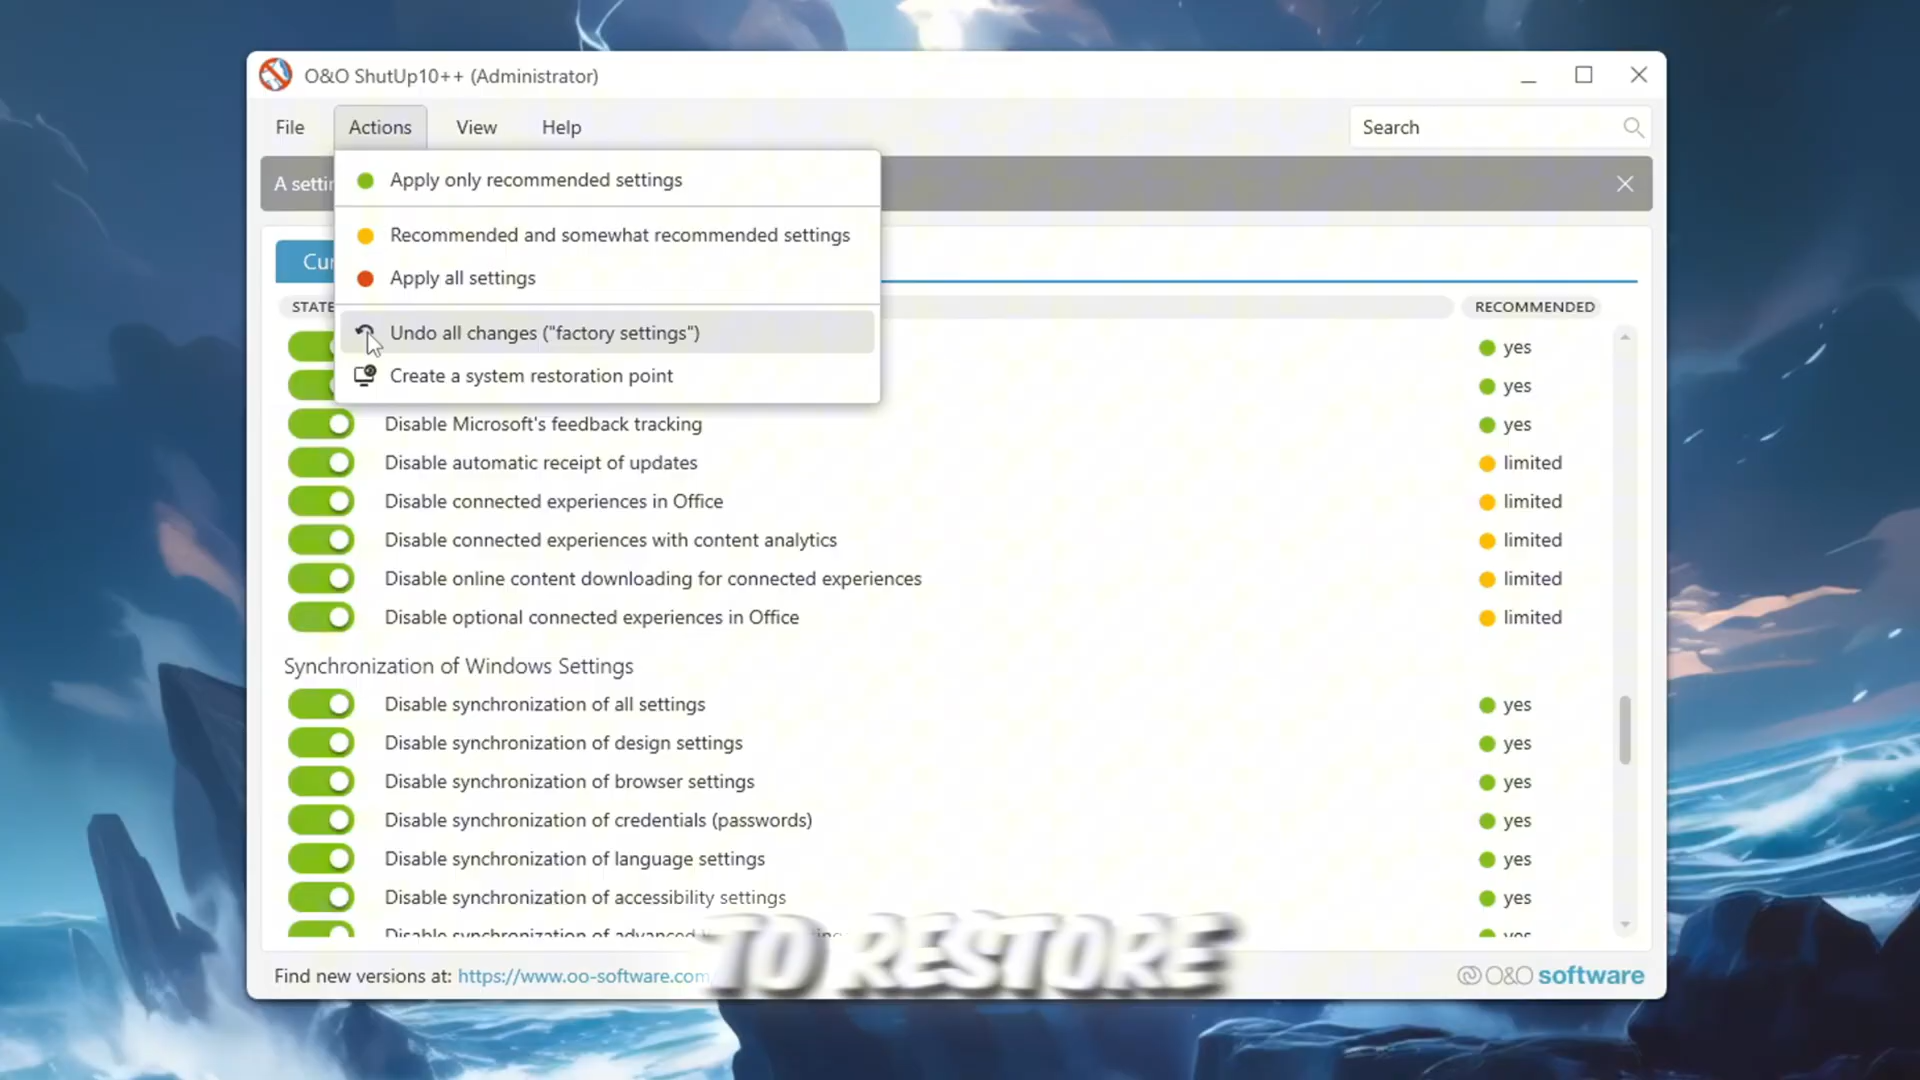 O&O ShutUp10++ (Administrator)
File Actions View Help Search
A settin
Apply only recommended settings
Recommended and somewhat recommended settings
Apply all settings
Undo all changes ("factory settings")
Create a system restoration point
Cur
STATE RECOMMENDED
yes
yes
Disable Microsoft's feedback tracking yes
Disable automatic receipt of updates limited
Disable connected experiences in Office limited
Disable connected experiences with content analytics limited
Disable online content downloading for connected experiences limited
Disable optional connected experiences in Office limited
Synchronization of Windows Settings
Disable synchronization of all settings yes
Disable synchronization of design settings yes
Disable synchronization of browser settings yes
Disable synchronization of credentials (passwords) yes
Disable synchronization of language settings yes
Disable synchronization of accessibility settings yes
Disable synchronization of advanced yes
TO RESTORE
Find new versions at: https://www.oo-software.com
O&O software